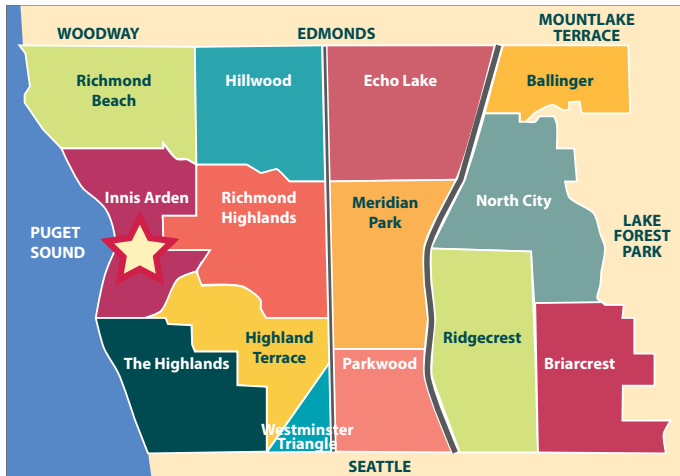 WOODWAY
EDMONDS
MOUNTLAKE
TERRACE
Richmond
Beach
Hillwood
Echo Lake
Ballinger
Innis Arden
Richmond
Highlands
Meridian
Park
North City
PUGET
SOUND
LAKE
FOREST
PARK
The Highlands
Highland
Terrace
Parkwood
Ridgecrest
Briarcrest
Westminster
Triangle
SEATTLE